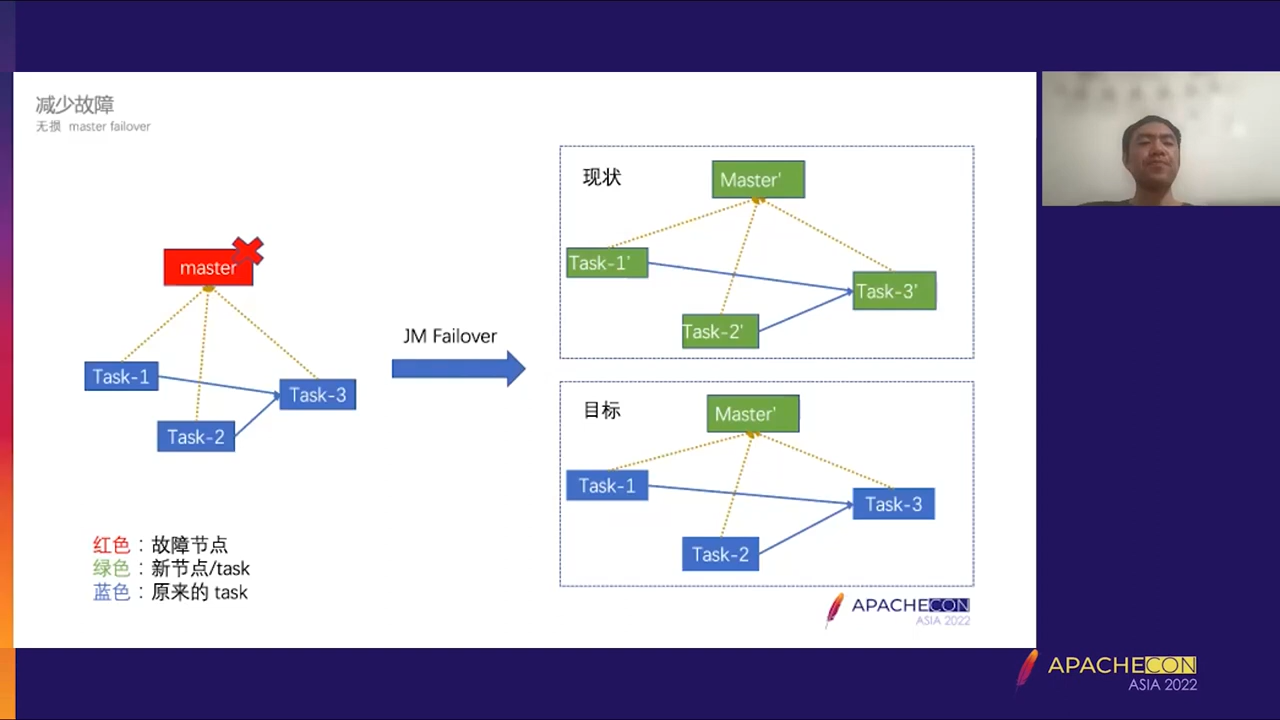 减少故障
无损 master failover
master
Task-1
Task-3
Task-2
JM Failover
现状
Master'
Task-1'
Task-3'
Task-2'
目标
Master'
Task-1
Task-3
Task-2
红色：故障节点
绿色：新节点/task
蓝色：原来的 task
APACHECON
ASIA 2022
APACHECON
ASIA 2022